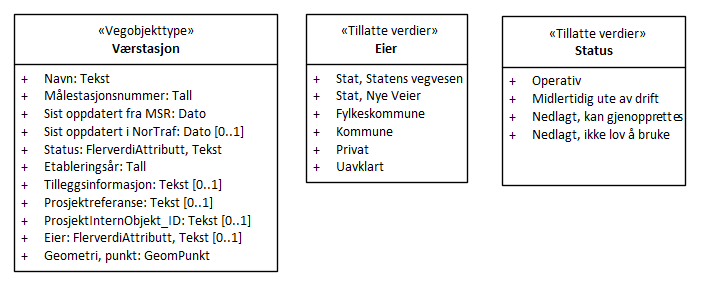 «Vegobjekttype»
Værstasjon
+ Navn: Tekst
+ Målestasjonsnummer: Tall
+ Sist oppdatert fra MSR: Dato
+ Sist oppdatert i NorTraf: Dato [0..1]
+ Status: FlerverdiAttributt, Tekst
+ Etableringsår: Tall
+ Tilleggsinformasjon: Tekst [0..1]
+ Prosjektreferanse: Tekst [0..1]
+ ProsjektInternObjekt_ID: Tekst [0..1]
+ Eier: FlerverdiAttributt, Tekst [0..1]
+ Geometri, punkt: GeomPunkt
«Tillatte verdier»
Eier
+ Stat, Statens vegvesen
+ Stat, Nye Veier
+ Fylkeskommune
+ Kommune
+ Privat
+ Uavklart
«Tillatte verdier»
Status
+ Operativ
+ Midlertidig ute av drift
+ Nedlagt, kan gjenopprettes
+ Nedlagt, ikke lov å bruke